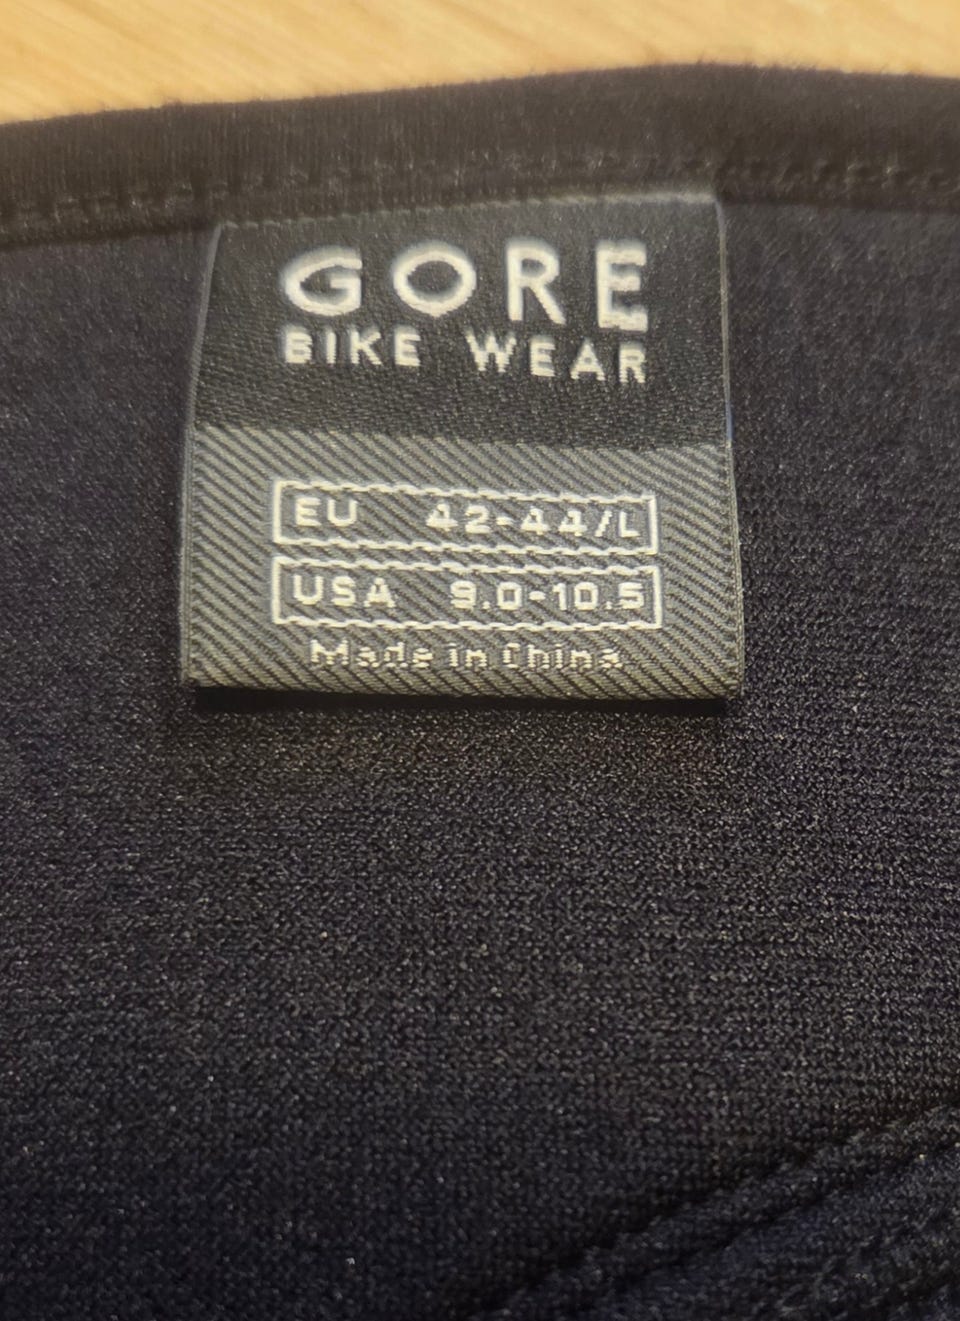 GORE
BIKE WEAR
EU 42-44/L
USA 9.0-10.5
Made in China